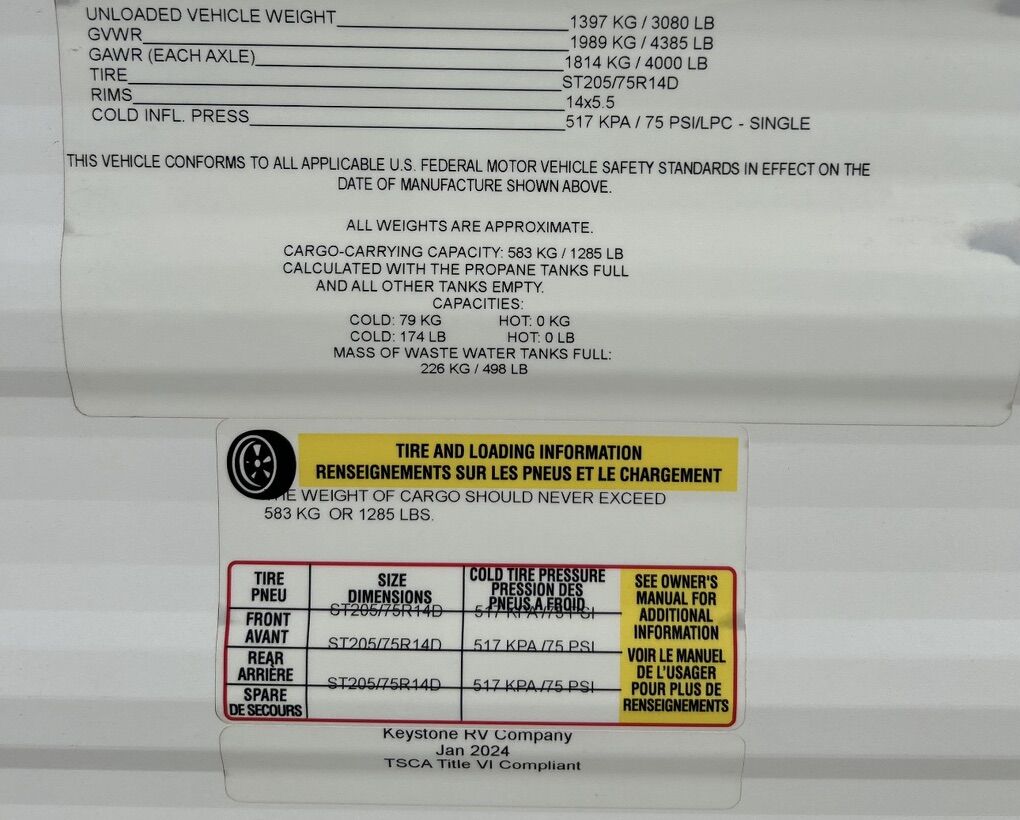 UNLOADED VEHICLE WEIGHT 1397 KG / 3080 LB
GVWR 1989 KG / 4385 LB
GAWR (EACH AXLE) 1814 KG / 4000 LB
TIRE ST205/75R14D
RIMS 14x5.5
COLD INFL. PRESS 517 KPA / 75 PSI/LPC - SINGLE
THIS VEHICLE CONFORMS TO ALL APPLICABLE U.S. FEDERAL MOTOR VEHICLE SAFETY STANDARDS IN EFFECT ON THE
DATE OF MANUFACTURE SHOWN ABOVE.
ALL WEIGHTS ARE APPROXIMATE.
CARGO-CARRYING CAPACITY: 583 KG / 1285 LB
CALCULATED WITH THE PROPANE TANKS FULL
AND ALL OTHER TANKS EMPTY.
CAPACITIES:
COLD: 79 KG HOT: 0 KG
COLD: 174 LB HOT: 0 LB
MASS OF WASTE WATER TANKS FULL:
226 KG / 498 LB
TIRE AND LOADING INFORMATION
RENSEIGNEMENTS SUR LES PNEUS ET LE CHARGEMENT
THE WEIGHT OF CARGO SHOULD NEVER EXCEED
583 KG OR 1285 LBS.
TIRE
PNEU
SIZE
DIMENSIONS
COLD TIRE PRESSURE
PRESSION DES
PNEUS A FROID
ST205/75R14D 517 KPA /75 PSI
FRONT
AVANT
ST205/75R14D 517 KPA /75 PSI
REAR
ARRIÈRE
ST205/75R14D 517 KPA /75 PSI
SPARE
DE SECOURS
SEE OWNER'S
MANUAL FOR
ADDITIONAL
INFORMATION
VOIR LE MANUEL
DE L'USAGER
POUR PLUS DE
RENSEIGNEMENTS
Keystone RV Company
Jan 2024
TSCA Title VI Compliant